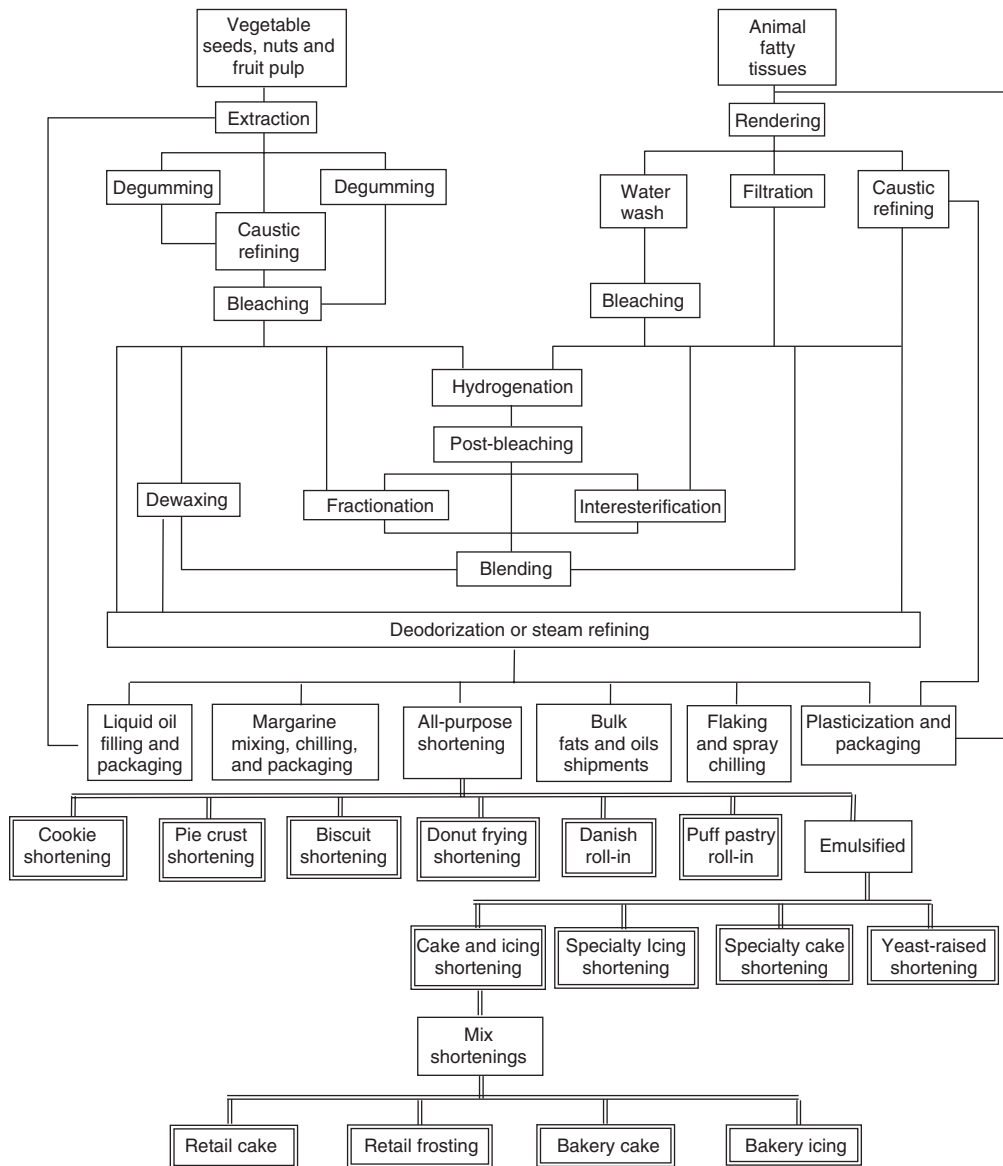 Vegetable
seeds, nuts and
fruit pulp
Animal
fatty
tissues
Extraction
Rendering
Degumming
Degumming
Water
wash
Filtration
Caustic
refining
Caustic
refining
Bleaching
Bleaching
Hydrogenation
Post-bleaching
Dewaxing
Fractionation
Interesterification
Blending
Deodorization or steam refining
Liquid oil
filling and
packaging
Margarine
mixing, chilling,
and packaging
All-purpose
shortening
Bulk
fats and oils
shipments
Flaking
and spray
chilling
Plasticization and
packaging
Cookie
shortening
Pie crust
shortening
Biscuit
shortening
Donut frying
shortening
Danish
roll-in
Puff pastry
roll-in
Emulsified
Cake and icing
shortening
Specialty Icing
shortening
Specialty cake
shortening
Yeast-raised
shortening
Mix
shortenings
Retail cake
Retail frosting
Bakery cake
Bakery icing